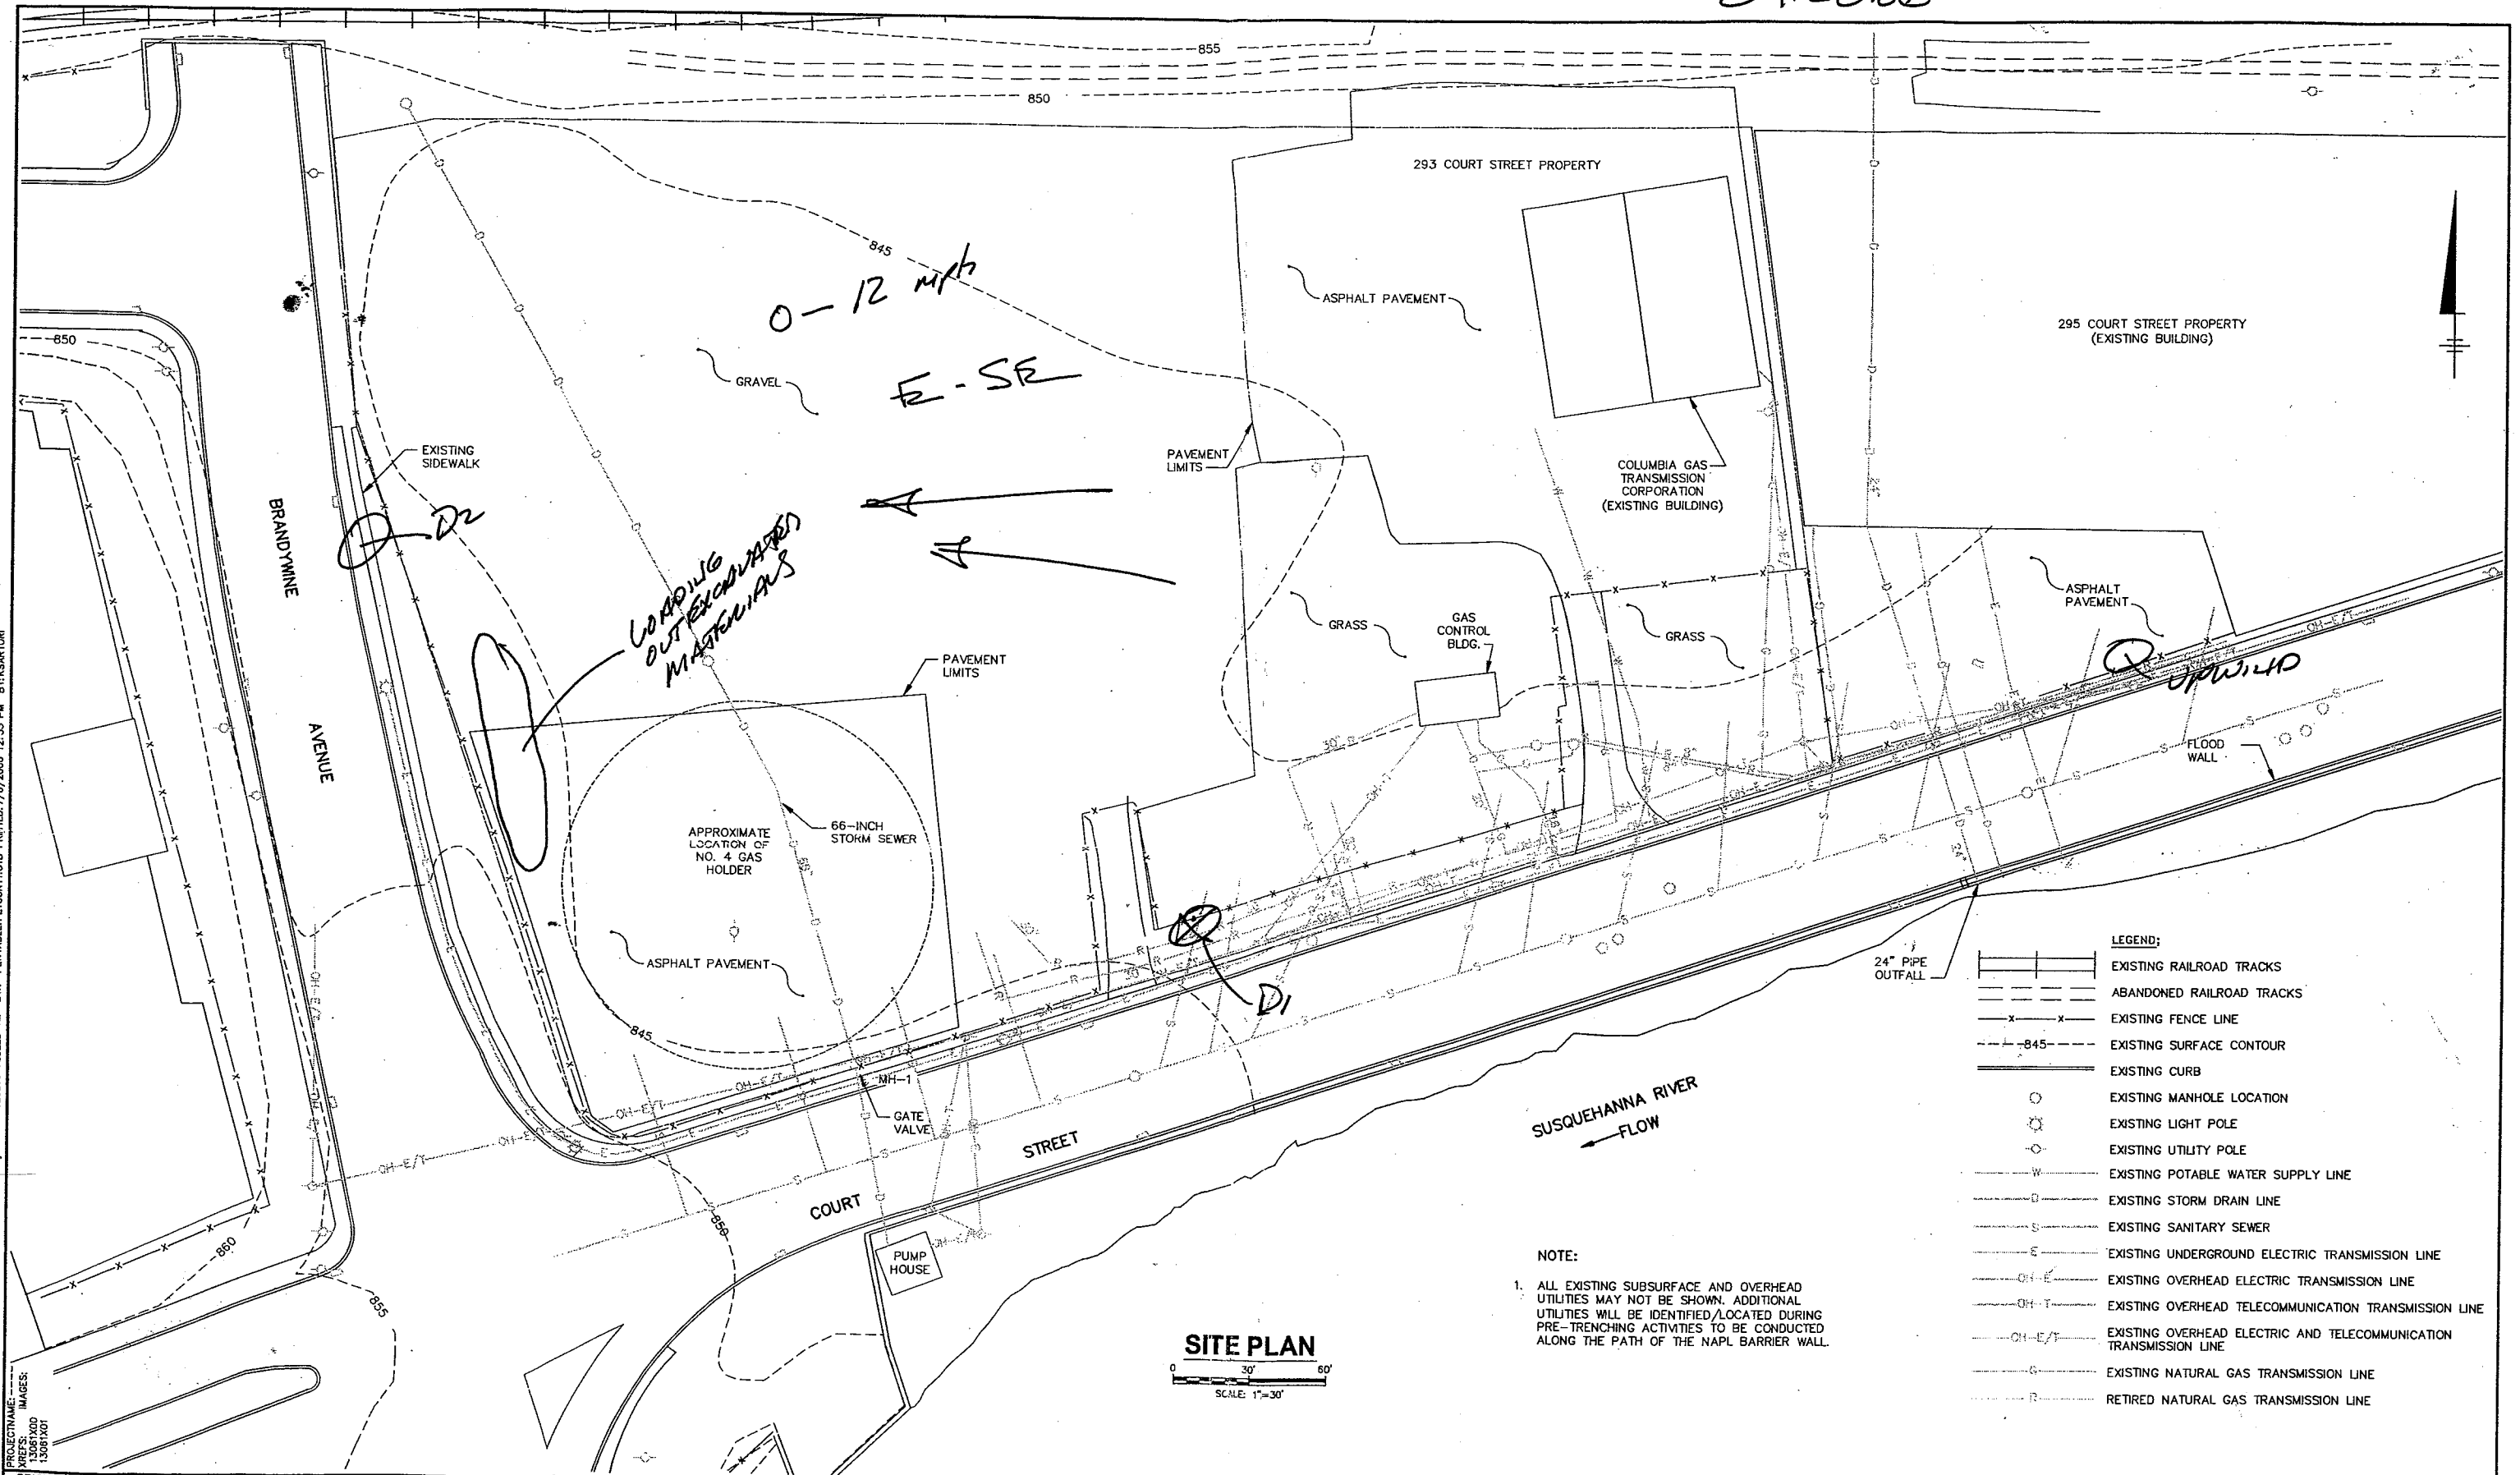 855
850
293 COURT STREET PROPERTY
845
0 - 12 mph
E - SE
ASPHALT PAVEMENT
295 COURT STREET PROPERTY
(EXISTING BUILDING)
850
GRAVEL
EXISTING
SIDEWALK
PAVEMENT
LIMITS
COLUMBIA GAS
TRANSMISSION
CORPORATION
(EXISTING BUILDING)
BRANDYWINE
AVENUE
D2
LOADING
OUT EXCAVATED
MATERIALS
ASPHALT
PAVEMENT
GRASS
GAS
CONTROL
BLDG.
GRASS
PAVEMENT
LIMITS
UPWIND
FLOOD
WALL
66-INCH
STORM SEWER
APPROXIMATE
LOCATION OF
NO. 4 GAS
HOLDER
ASPHALT PAVEMENT
D1
845
24" PIPE
OUTFALL
MH-1
GATE
VALVE
COURT
STREET
SUSQUEHANNA RIVER
FLOW
PUMP
HOUSE
850
860
855
LEGEND:
EXISTING RAILROAD TRACKS
ABANDONED RAILROAD TRACKS
EXISTING FENCE LINE
845
EXISTING SURFACE CONTOUR
EXISTING CURB
EXISTING MANHOLE LOCATION
EXISTING LIGHT POLE
EXISTING UTILITY POLE
W
EXISTING POTABLE WATER SUPPLY LINE
D
EXISTING STORM DRAIN LINE
S
EXISTING SANITARY SEWER
E
EXISTING UNDERGROUND ELECTRIC TRANSMISSION LINE
OH-E
EXISTING OVERHEAD ELECTRIC TRANSMISSION LINE
OH-T
EXISTING OVERHEAD TELECOMMUNICATION TRANSMISSION LINE
OH-E/T
EXISTING OVERHEAD ELECTRIC AND TELECOMMUNICATION
TRANSMISSION LINE
G
EXISTING NATURAL GAS TRANSMISSION LINE
R
RETIRED NATURAL GAS TRANSMISSION LINE
NOTE:
1. ALL EXISTING SUBSURFACE AND OVERHEAD
UTILITIES MAY NOT BE SHOWN. ADDITIONAL
UTILITIES WILL BE IDENTIFIED/LOCATED DURING
PRE-TRENCHING ACTIVITIES TO BE CONDUCTED
ALONG THE PATH OF THE NAPL BARRIER WALL.
SITE PLAN
0 30' 60'
SCALE: 1"=30'
PROJECTNAME: ----
XREFS: IMAGES:
13061X00
13061X01